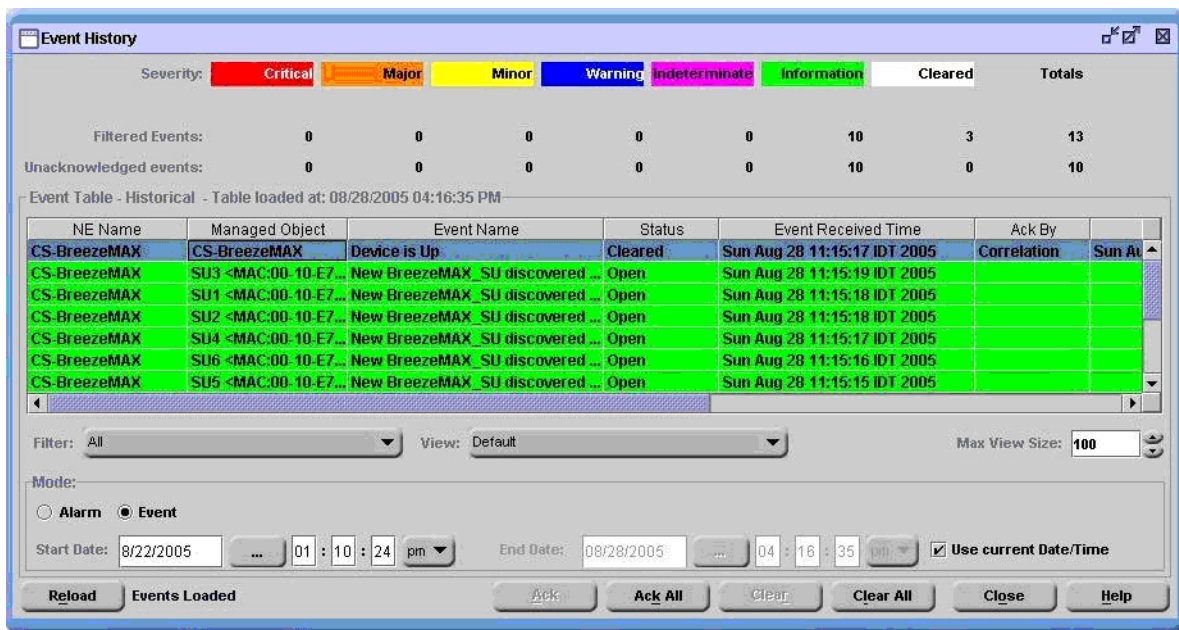 Event History
Severity: Critical Major Minor Warning Indeterminate Information Cleared Totals
Filtered Events: 0 0 0 0 0 10 3 13
Unacknowledged events: 0 0 0 0 0 10 0 10
Event Table - Historical - Table loaded at: 08/28/2005 04:16:35 PM
NE Name Managed Object Event Name Status Event Received Time Ack By
CS-BreezeMAX CS-BreezeMAX Device is Up Cleared Sun Aug 28 11:15:17 IDT 2005 Correlation Sun Au
CS-BreezeMAX SU3 <MAC:00-10-E7... New BreezeMAX_SU discovered ... Open Sun Aug 28 11:15:19 IDT 2005
CS-BreezeMAX SU1 <MAC:00-10-E7... New BreezeMAX_SU discovered ... Open Sun Aug 28 11:15:18 IDT 2005
CS-BreezeMAX SU2 <MAC:00-10-E7... New BreezeMAX_SU discovered ... Open Sun Aug 28 11:15:18 IDT 2005
CS-BreezeMAX SU4 <MAC:00-10-E7... New BreezeMAX_SU discovered ... Open Sun Aug 28 11:15:17 IDT 2005
CS-BreezeMAX SU6 <MAC:00-10-E7... New BreezeMAX_SU discovered ... Open Sun Aug 28 11:15:16 IDT 2005
CS-BreezeMAX SU5 <MAC:00-10-E7... New BreezeMAX_SU discovered ... Open Sun Aug 28 11:15:15 IDT 2005
Filter: All View: Default Max View Size: 100
Mode:
Alarm Event
Start Date: 8/22/2005 ... 01 : 10 : 24 pm End Date: 08/28/2005 ... 04 : 16 : 35 pm Use current Date/Time
Reload Events Loaded Ack Ack All Clear Clear All Close Help